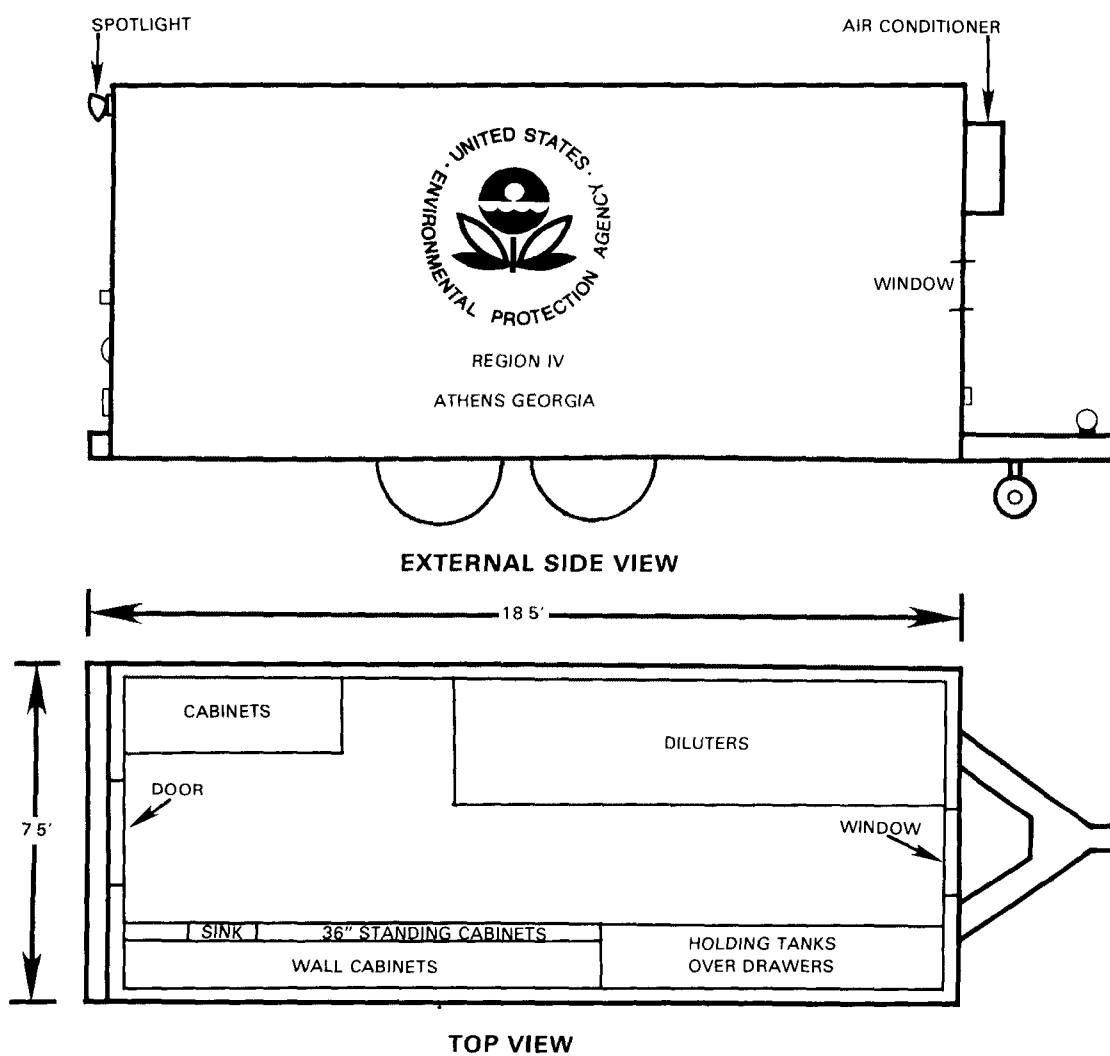 SPOTLIGHT
AIR CONDITIONER
· UNITED STATES ·
ENVIRONMENTAL PROTECTION AGENCY
WINDOW
REGION IV
ATHENS GEORGIA
EXTERNAL SIDE VIEW
18 5'
CABINETS
DILUTERS
DOOR
7 5'
WINDOW
SINK
36" STANDING CABINETS
HOLDING TANKS
OVER DRAWERS
WALL CABINETS
TOP VIEW